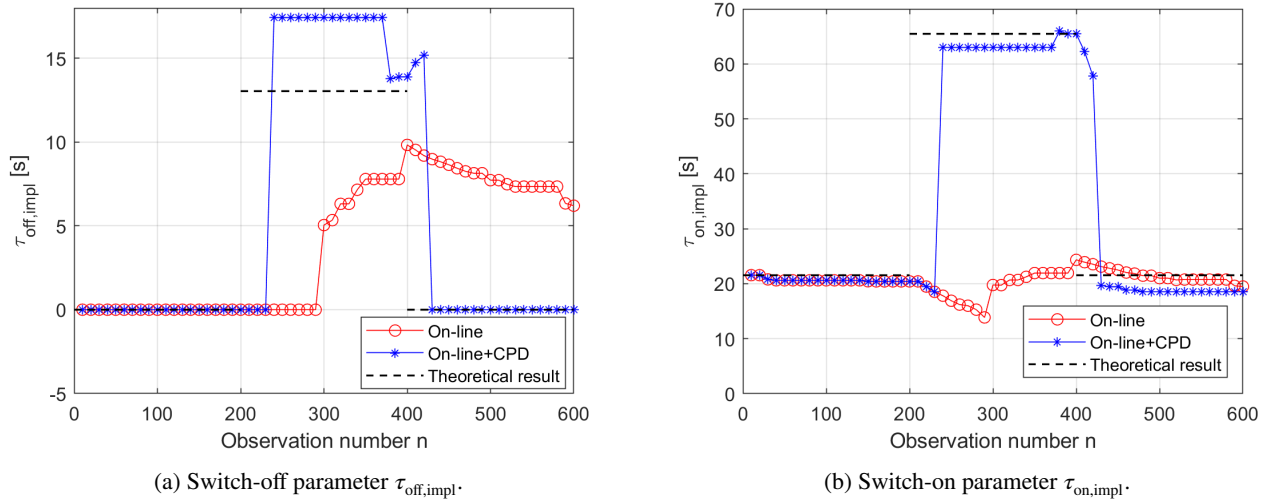 15
10
5
0
-5
τoff,impl [s]
0
100
200
300
400
500
600
Observation number n
On-line
On-line+CPD
Theoretical result
(a) Switch-off parameter τoff,impl.
70
60
50
40
30
20
10
0
τon,impl [s]
0
100
200
300
400
500
600
Observation number n
On-line
On-line+CPD
Theoretical result
(b) Switch-on parameter τon,impl.